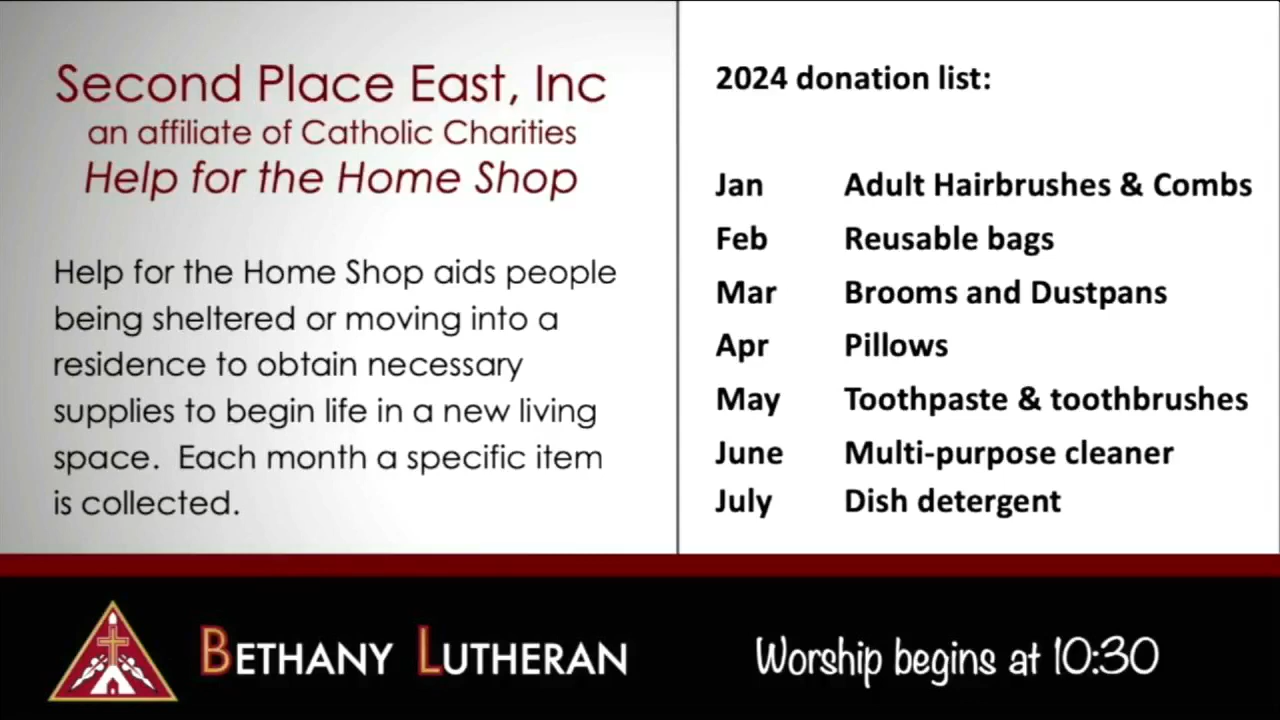 Second Place East, Inc
an affiliate of Catholic Charities
Help for the Home Shop
Help for the Home Shop aids people
being sheltered or moving into a
residence to obtain necessary
supplies to begin life in a new living
space. Each month a specific item
is collected.
2024 donation list:
Jan Adult Hairbrushes & Combs
Feb Reusable bags
Mar Brooms and Dustpans
Apr Pillows
May Toothpaste & toothbrushes
June Multi-purpose cleaner
July Dish detergent
BETHANY LUTHERAN
Worship begins at 10:30